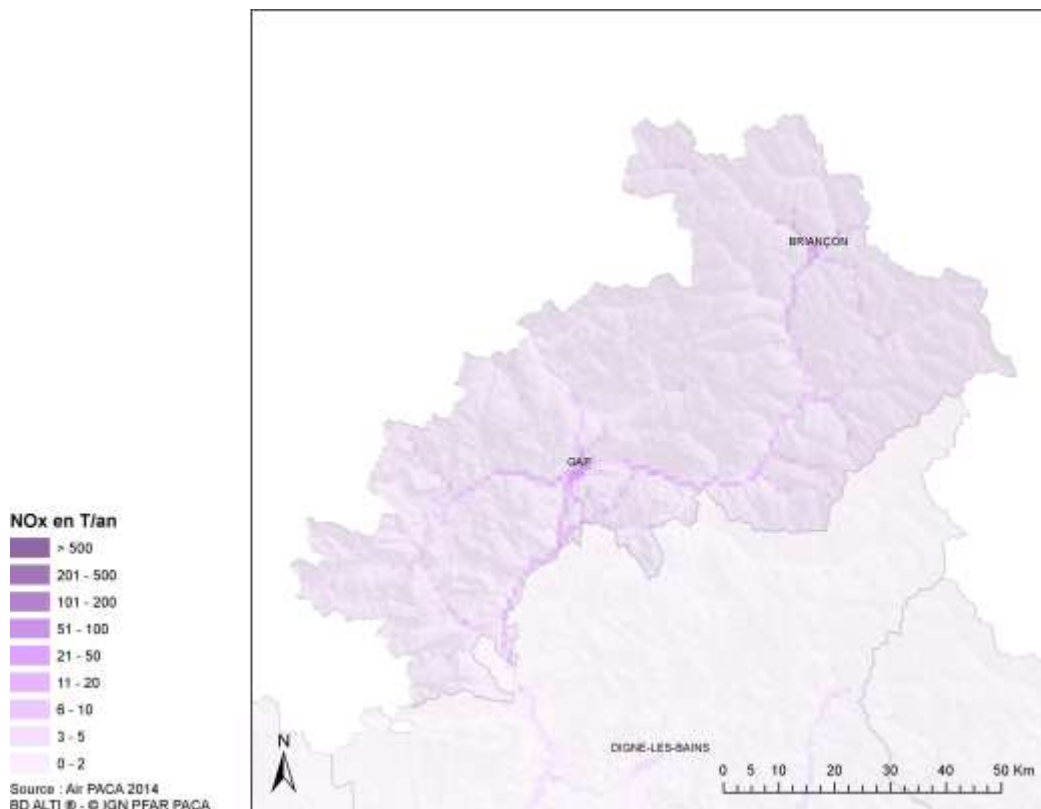 BRIANÇON
GAP
NOx en T/an
> 500
201 - 500
101 - 200
51 - 100
21 - 50
11 - 20
6 - 10
3 - 5
0 - 2
Source : Air PACA 2014
BD ALTI ® - © IGN PFAR PACA
N
DIGNE-LES-BAINS
0 5 10 20 30 40 50 Km